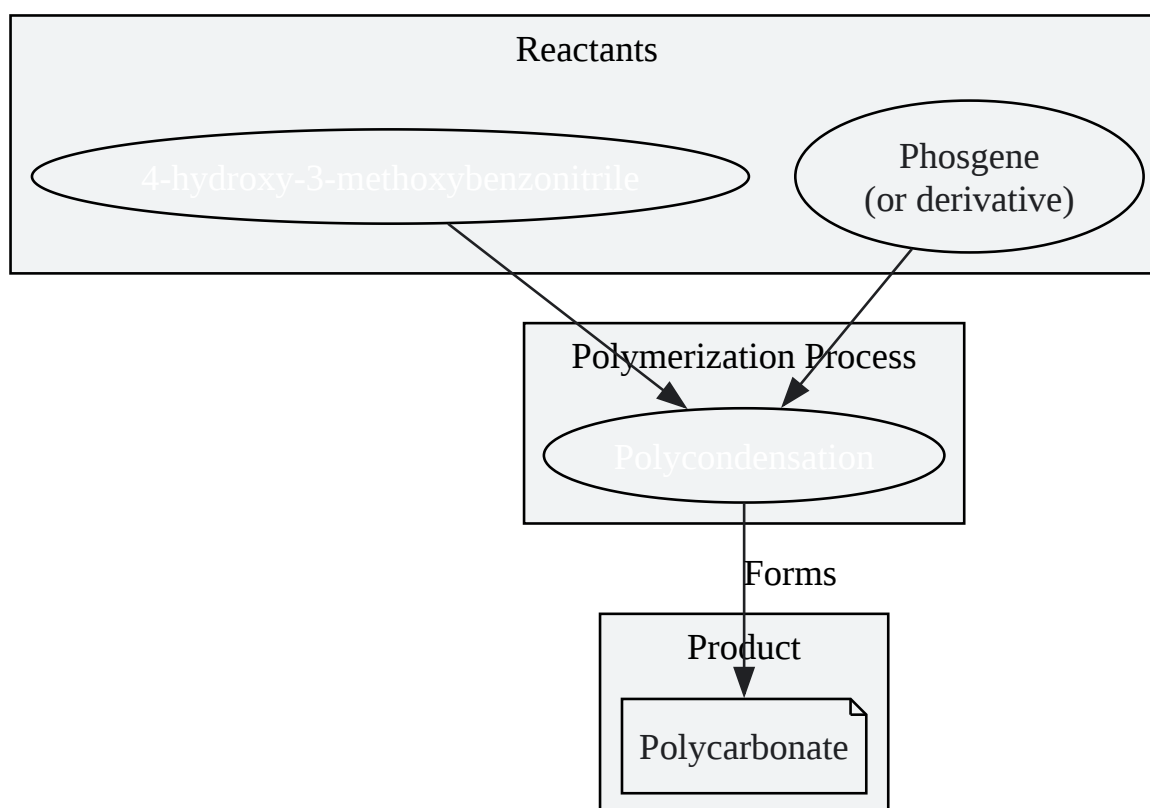 Reactants
4-hydroxy-3-methoxybenzonitrile
Phosgene
(or derivative)
Polymerization Process
Polycondensation
Forms
Product
Polycarbonate